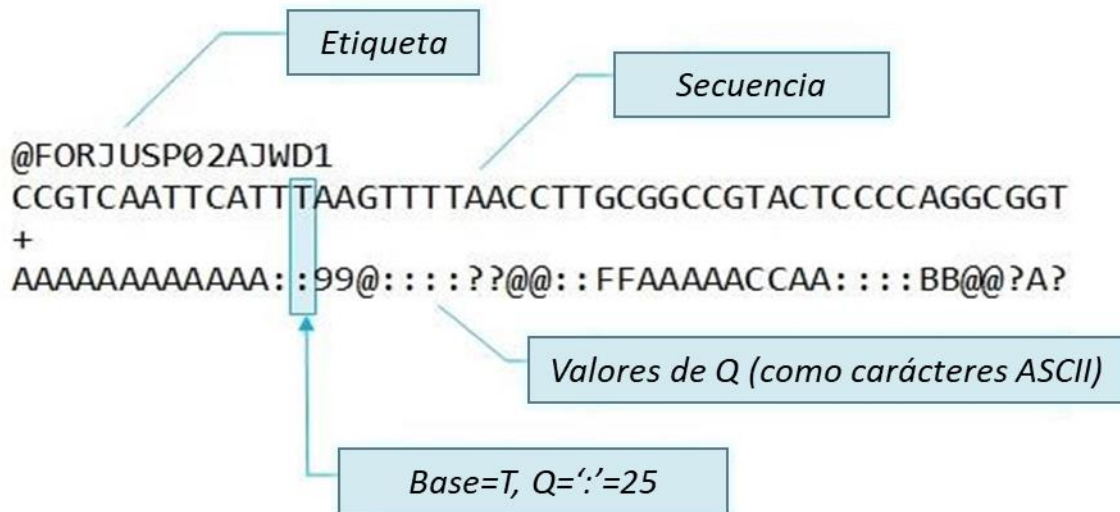 Etiqueta
Secuencia
@FORJUSP02AJWD1
CCGTCAATTCATTTAAGTTTTAACCTTGCGGCCGTACTCCCCAGGCGGT
+
AAAAAAAAAAAA::99@::::??@@::FFAAAAACCAA::::BB@@?A?
Valores de Q (como carácteres ASCII)
Base=T, Q=‘:’=25